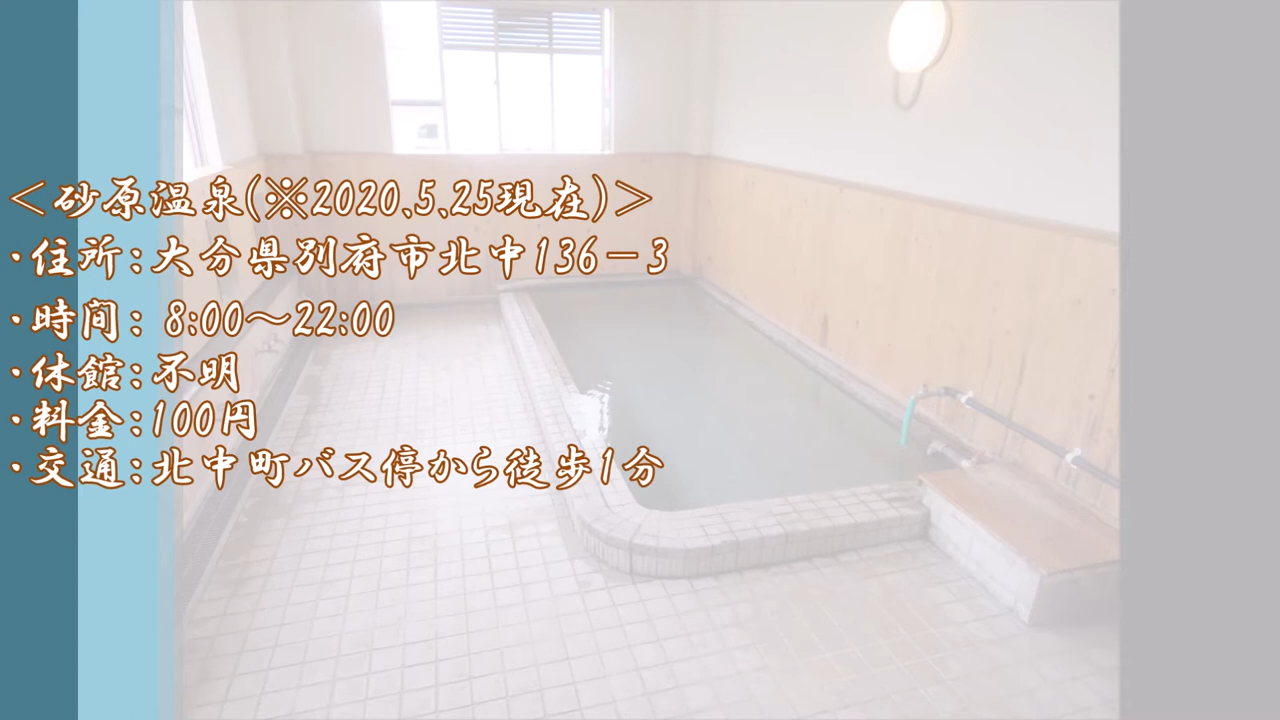 ＜砂原温泉(※2020、5、25現在)＞
・住所：大分県別府市北中136－3
・時間： 8:00～22:00
・休館：不明
・料金：100円
・交通：北中町バス停から徒歩1分